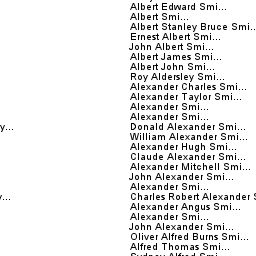 Albert Edward Smi...
Albert Smi...
Albert Stanley Bruce Smi...
Ernest Albert Smi...
John Albert Smi...
Albert James Smi...
Albert John Smi...
Roy Aldersley Smi...
Alexander Charles Smi...
Alexander Taylor Smi...
Alexander Smi...
Alexander Smi...
y... Donald Alexander Smi...
William Alexander Smi...
Alexander Hugh Smi...
Claude Alexander Smi...
Alexander Mitchell Smi...
John Alexander Smi...
Alexander Smi...
Charles Robert Alexander S
Alexander Angus Smi...
Alexander Smi...
John Alexander Smi...
Oliver Alfred Burns Smi...
Alfred Thomas Smi...
Sydney Alfred Smi...